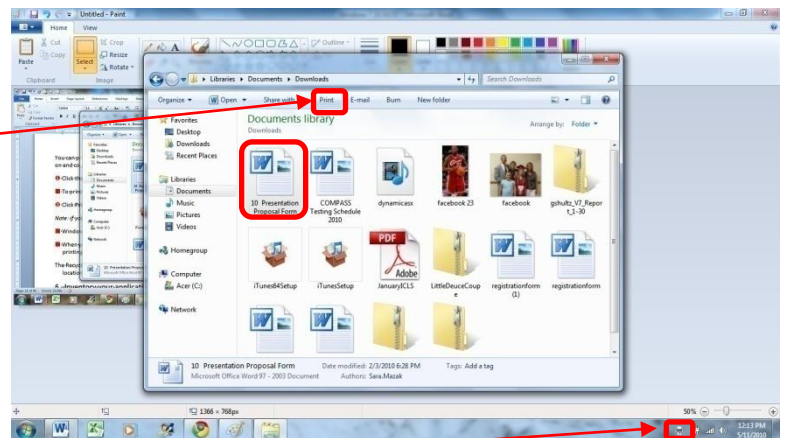 Untitled - Paint
Home View
Cut
Copy
Paste
Crop
Resize
Rotate
Select
Outline
Clipboard
Image
Libraries Documents Downloads
Search Downloads
Organize Open Share with Print E-mail Burn New folder
Favorites
Desktop
Downloads
Recent Places
Libraries
Documents
Music
Pictures
Videos
Homegroup
Computer
Acer (C:)
Network
Documents library
Downloads
Arrange by: Folder
10 Presentation
Proposal Form
COMPASS
Testing Schedule
2010
dynamicasx
facebook 23
facebook
gshultz_V7_Repor
t_1-30
iTunes64Setup
iTunesSetup
PDF
Adobe
JanuaryICLS
LittleDeuceCoup
e
registrationform
(1)
registrationform
10 Presentation Proposal Form Date modified: 2/3/2010 6:28 PM Tags: Add a tag
Microsoft Office Word 97 - 2003 Document Authors: Sara.Mazak
1366 × 768px
50%
12:13 PM
5/11/2010